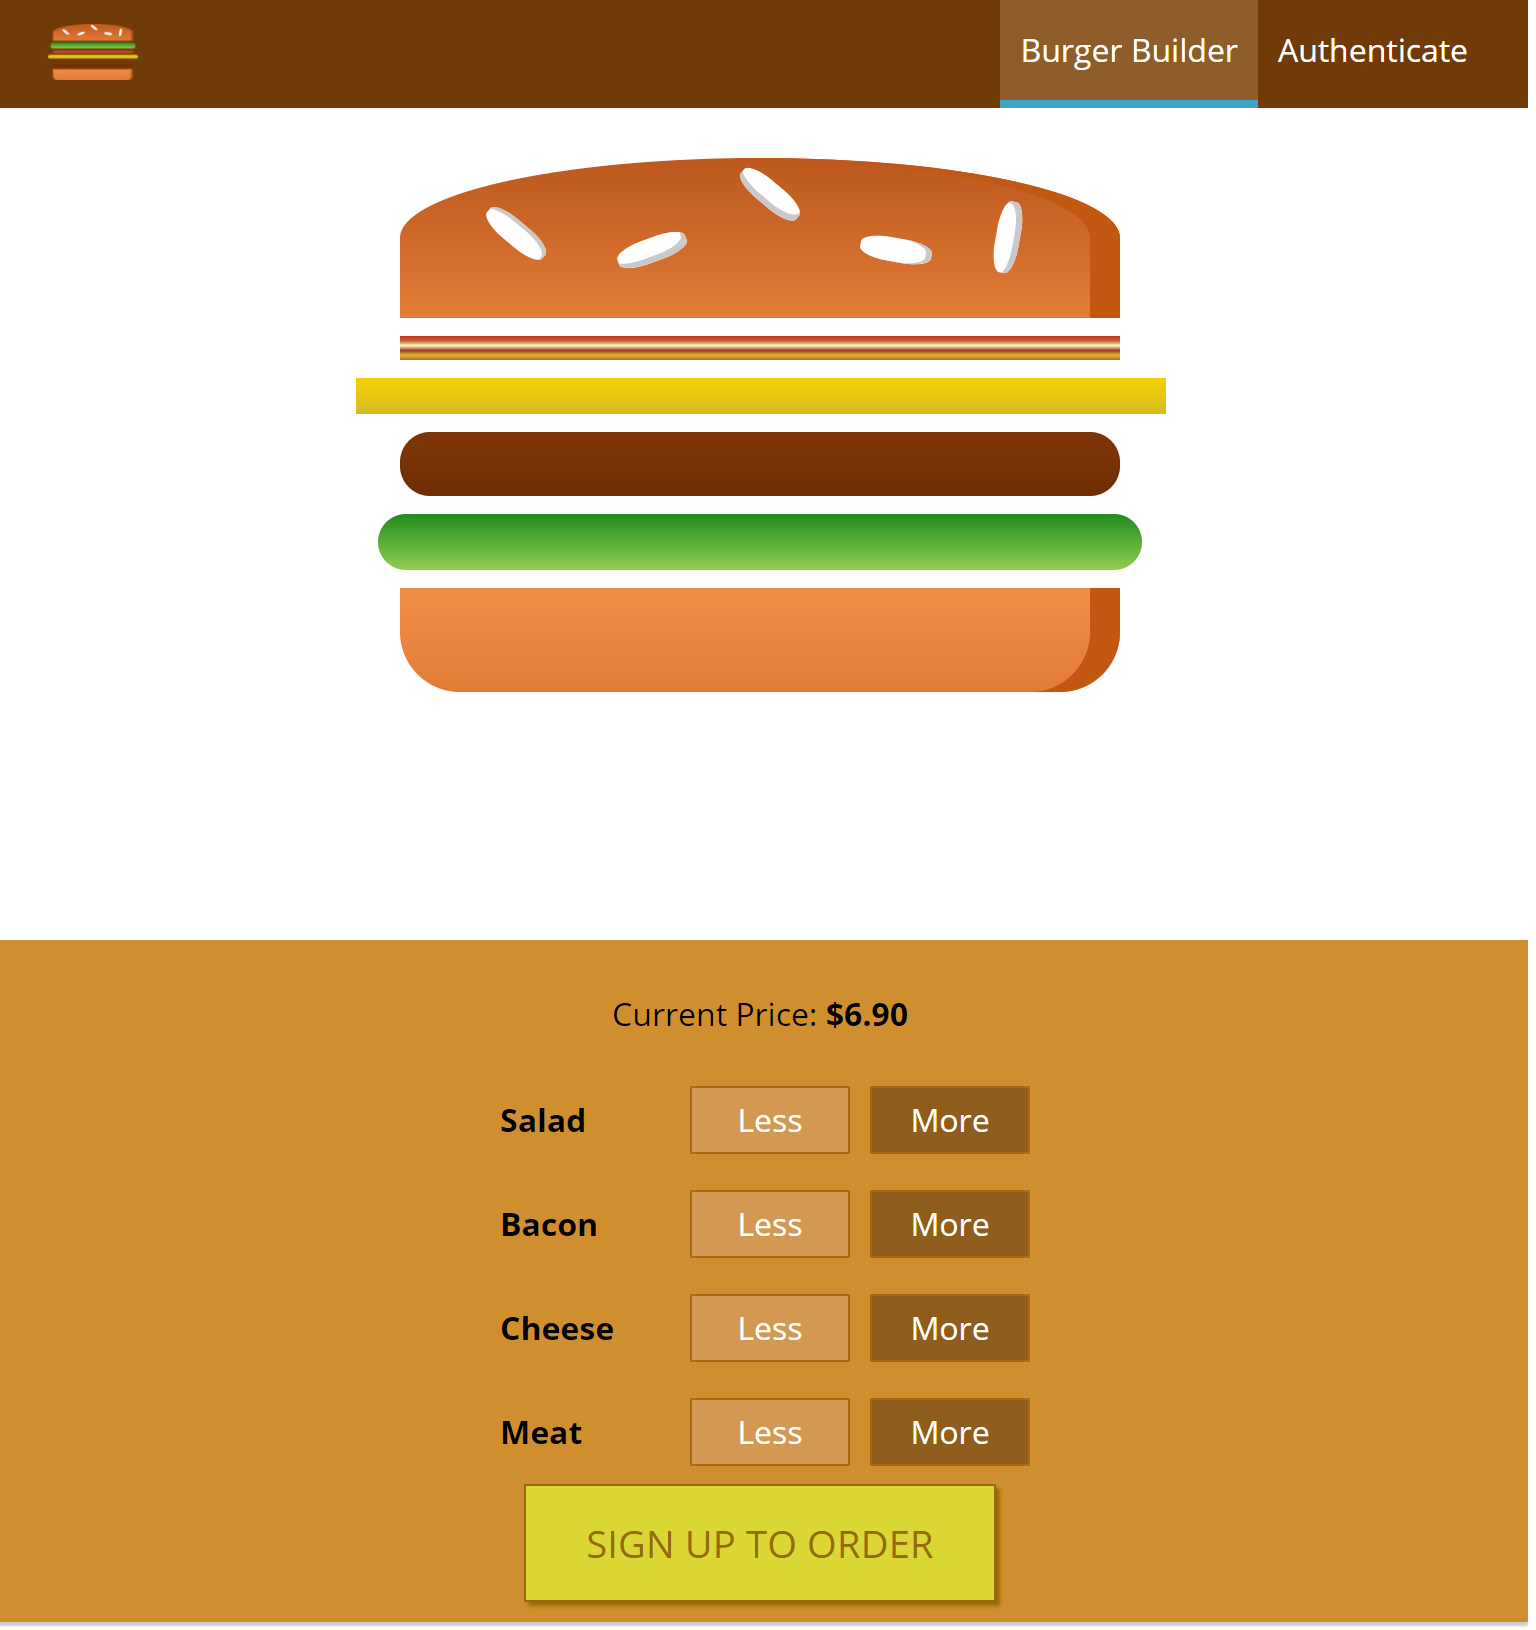 Burger Builder Authenticate
Current Price: $6.90
Salad Less More
Bacon Less More
Cheese Less More
Meat Less More
SIGN UP TO ORDER